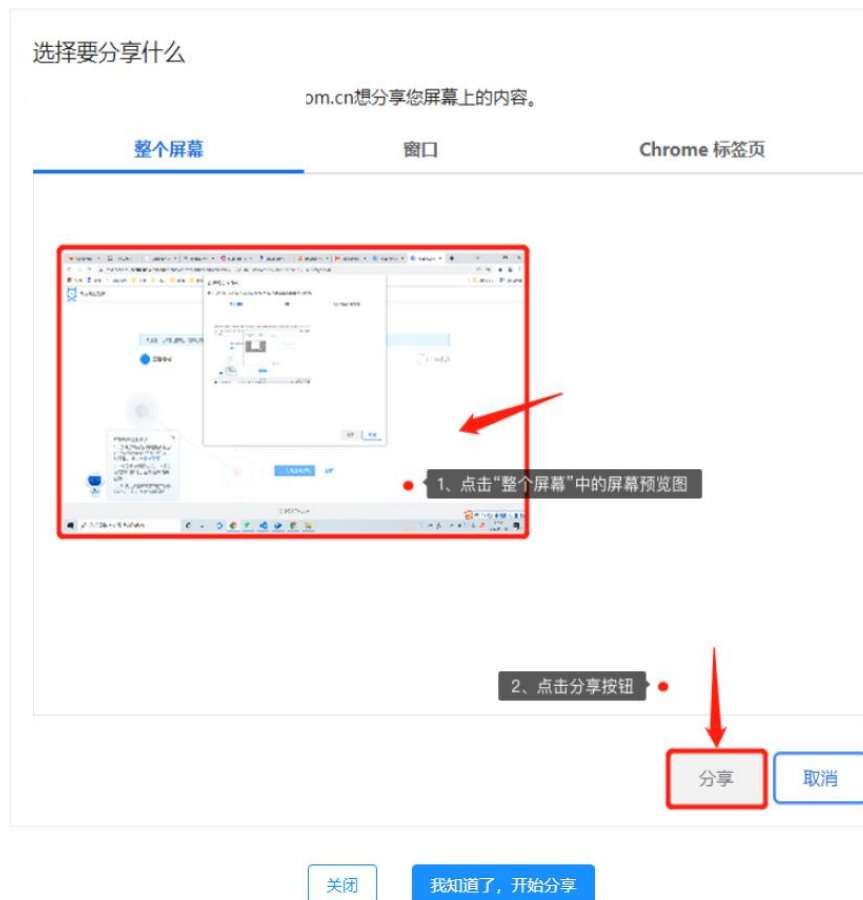 选择要分享什么
om.cn想分享您屏幕上的内容。
整个屏幕
窗口
Chrome 标签页
1、点击“整个屏幕”中的屏幕预览图
2、点击分享按钮
分享
取消
关闭
我知道了，开始分享